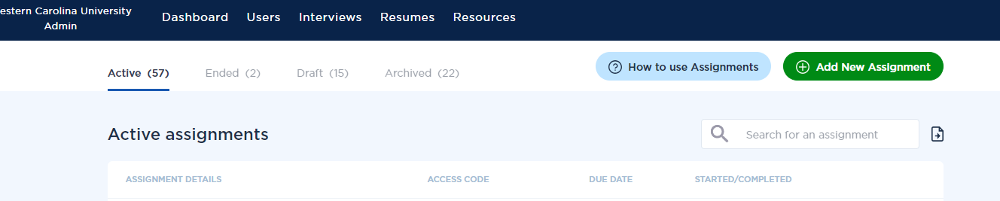 estern Carolina University
Admin
Dashboard Users Interviews Resumes Resources
Active (57) Ended (2) Draft (15) Archived (22) How to use Assignments Add New Assignment
Active assignments Search for an assignment
ASSIGNMENT DETAILS ACCESS CODE DUE DATE STARTED/COMPLETED